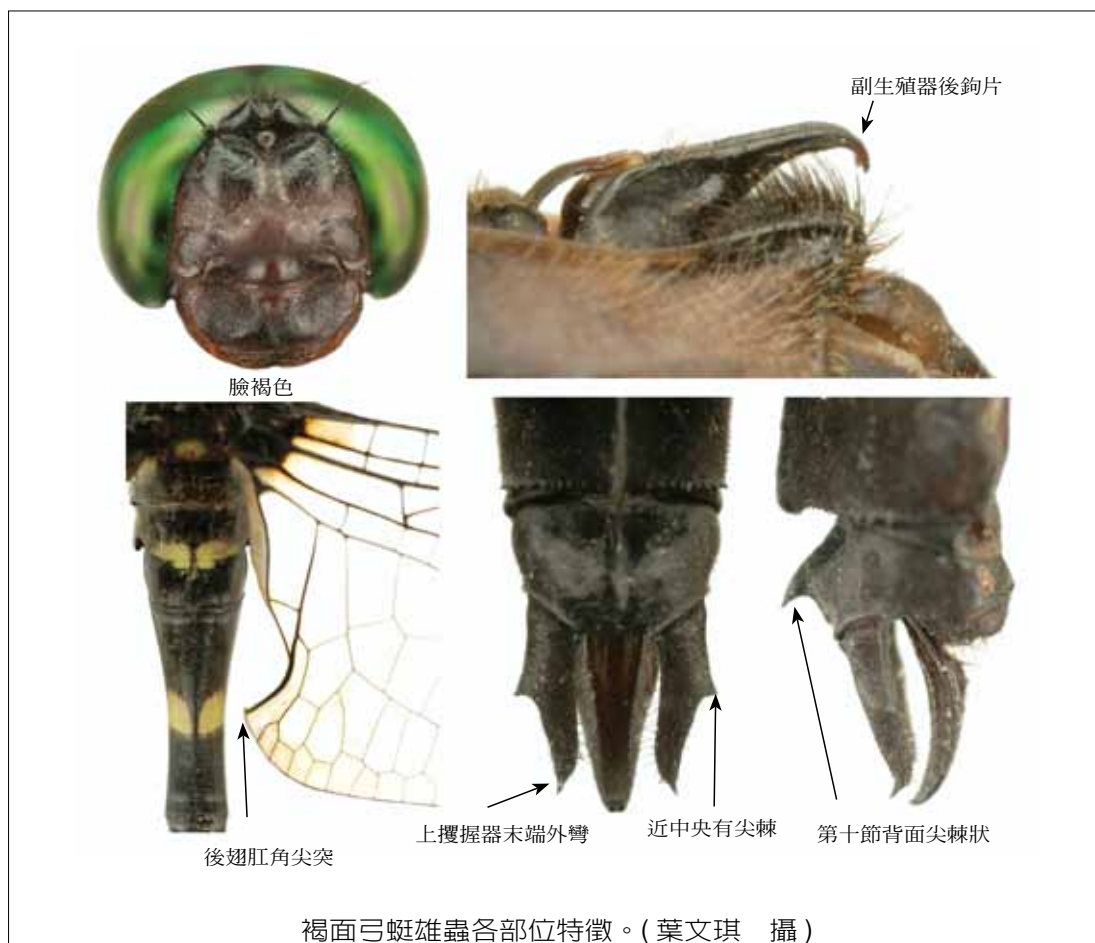 副生殖器後鉤片
臉褐色
後翅肛角尖突
上攫握器末端外彎
近中央有尖棘
第十節背面尖棘狀
褐面弓蜓雄蟲各部位特徵。(葉文琪　攝)